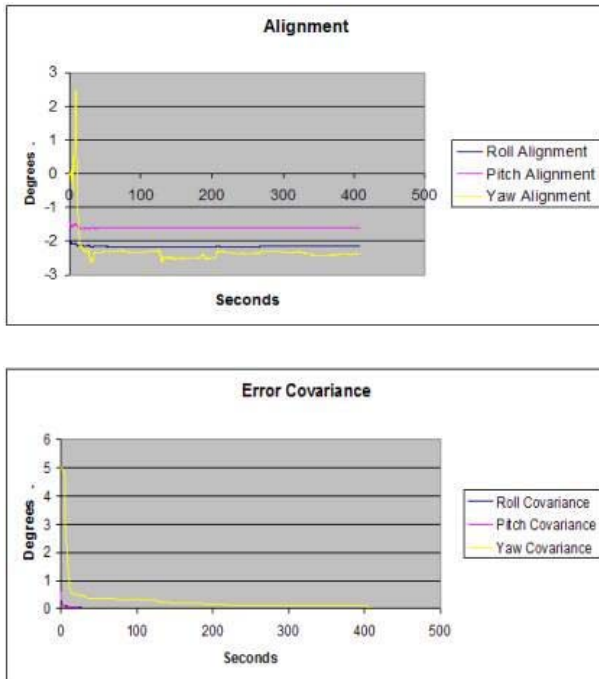 Alignment
3
2
1
0
-1
-2
-3
0 100 200 300 400 500
Degrees .
Seconds
Roll Alignment
Pitch Alignment
Yaw Alignment
Error Covariance
6
5
4
3
2
1
0
0 100 200 300 400 500
Degrees .
Seconds
Roll Covariance
Pitch Covariance
Yaw Covariance